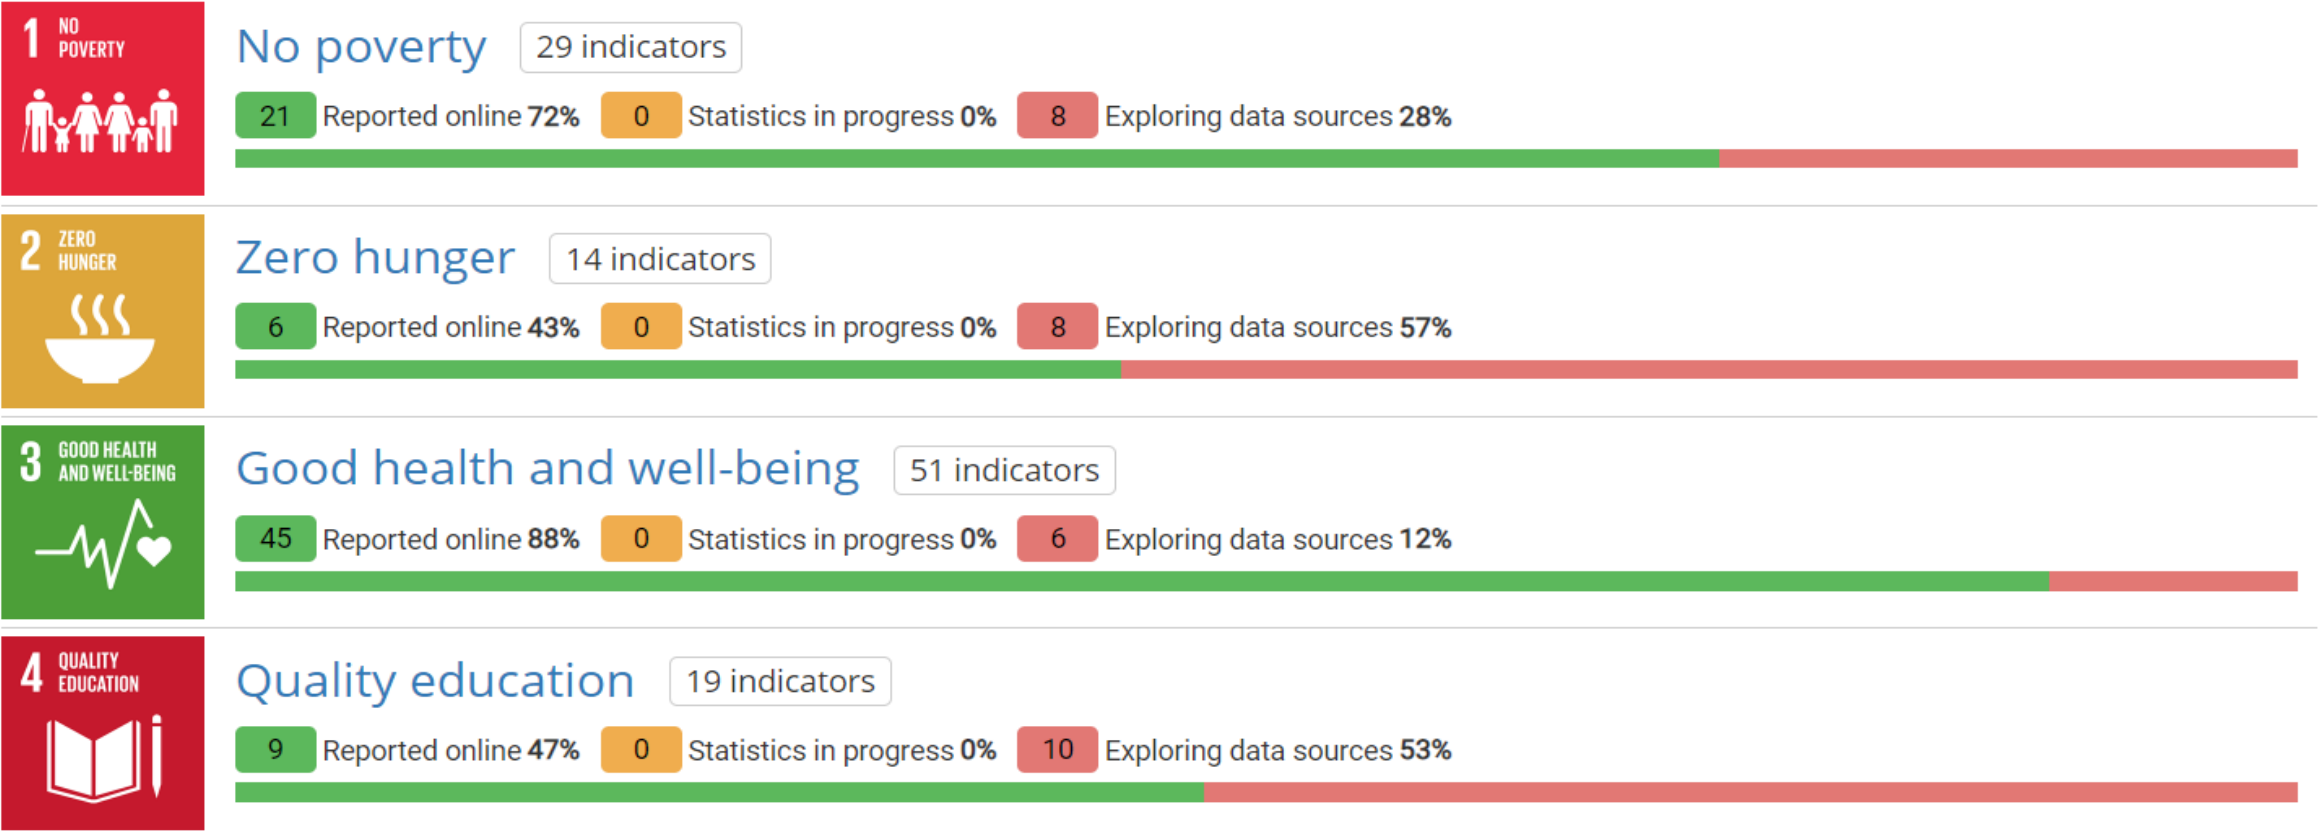 1 NO
POVERTY
No poverty 29 indicators
21 Reported online 72% 0 Statistics in progress 0% 8 Exploring data sources 28%
2 ZERO
HUNGER
Zero hunger 14 indicators
6 Reported online 43% 0 Statistics in progress 0% 8 Exploring data sources 57%
3 GOOD HEALTH
AND WELL-BEING
Good health and well-being 51 indicators
45 Reported online 88% 0 Statistics in progress 0% 6 Exploring data sources 12%
4 QUALITY
EDUCATION
Quality education 19 indicators
9 Reported online 47% 0 Statistics in progress 0% 10 Exploring data sources 53%